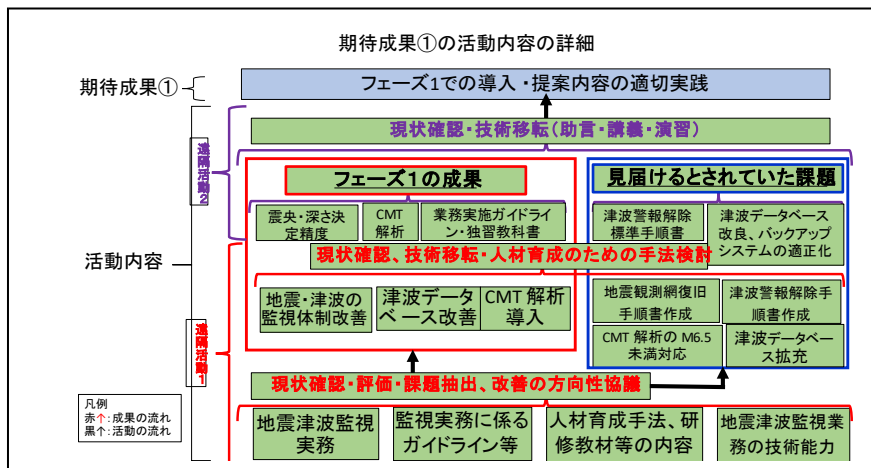 期待成果①の活動内容の詳細
期待成果①
フェーズ1での導入・提案内容の適切実践
現状確認・技術移転(助言・講義・演習)
遠隔活動2
フェーズ1の成果
見届けるとされていた課題
震央・深さ決
定精度
CMT
解析
業務実施ガイドライ
ン・独習教科書
津波警報解除
標準手順書
津波データベース
改良、バックアップ
システムの適正化
現状確認、技術移転・人材育成のための手法検討
活動内容
地震・津波の
監視体制改善
津波データ
ベース改善
CMT 解析
導入
地震観測網復旧
手順書作成
津波警報解除手
順書作成
CMT 解析の M6.5
未満対応
津波データベー
ス拡充
遠隔活動1
現状確認・評価・課題抽出、改善の方向性協議
凡例
赤↑:成果の流れ
黒↑:活動の流れ
地震津波監視
実務
監視実務に係る
ガイドライン等
人材育成手法、研
修教材等の内容
地震津波監視業
務の技術能力